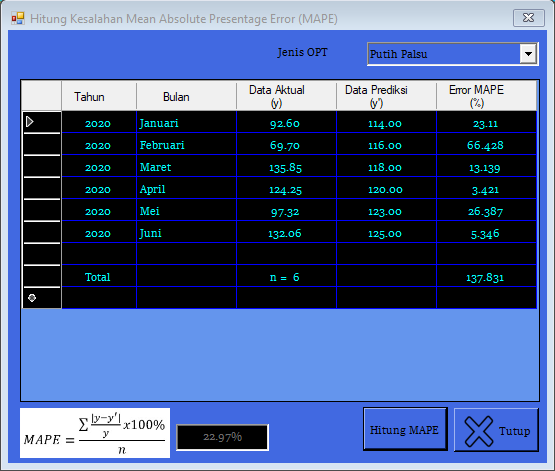 Hitung Kesalahan Mean Absolute Presentage Error (MAPE)
Jenis OPT Putih Palsu
Tahun Bulan Data Aktual (y) Data Prediksi (y') Error MAPE (%)
2020 Januari 92.60 114.00 23.11
2020 Februari 69.70 116.00 66.428
2020 Maret 135.85 118.00 13.139
2020 April 124.25 120.00 3.421
2020 Mei 97.32 123.00 26.387
2020 Juni 132.06 125.00 5.346
Total n = 6 137.831
MAPE = ∑ |y−y′| / y x100% / n
22.97%
Hitung MAPE
Tutup